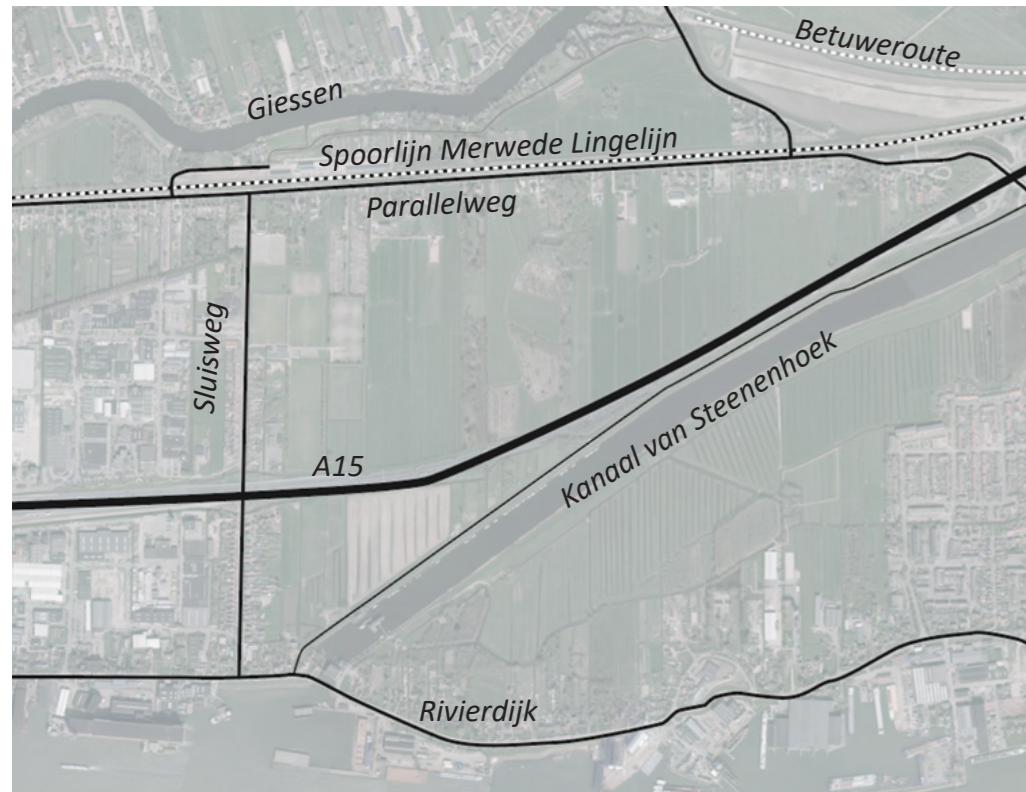 Betuweroute
Giessen
Spoorlijn Merwede Lingelijn
Parallelweg
Sluisweg
Kanaal van Steenenhoek
A15
Rivierdijk